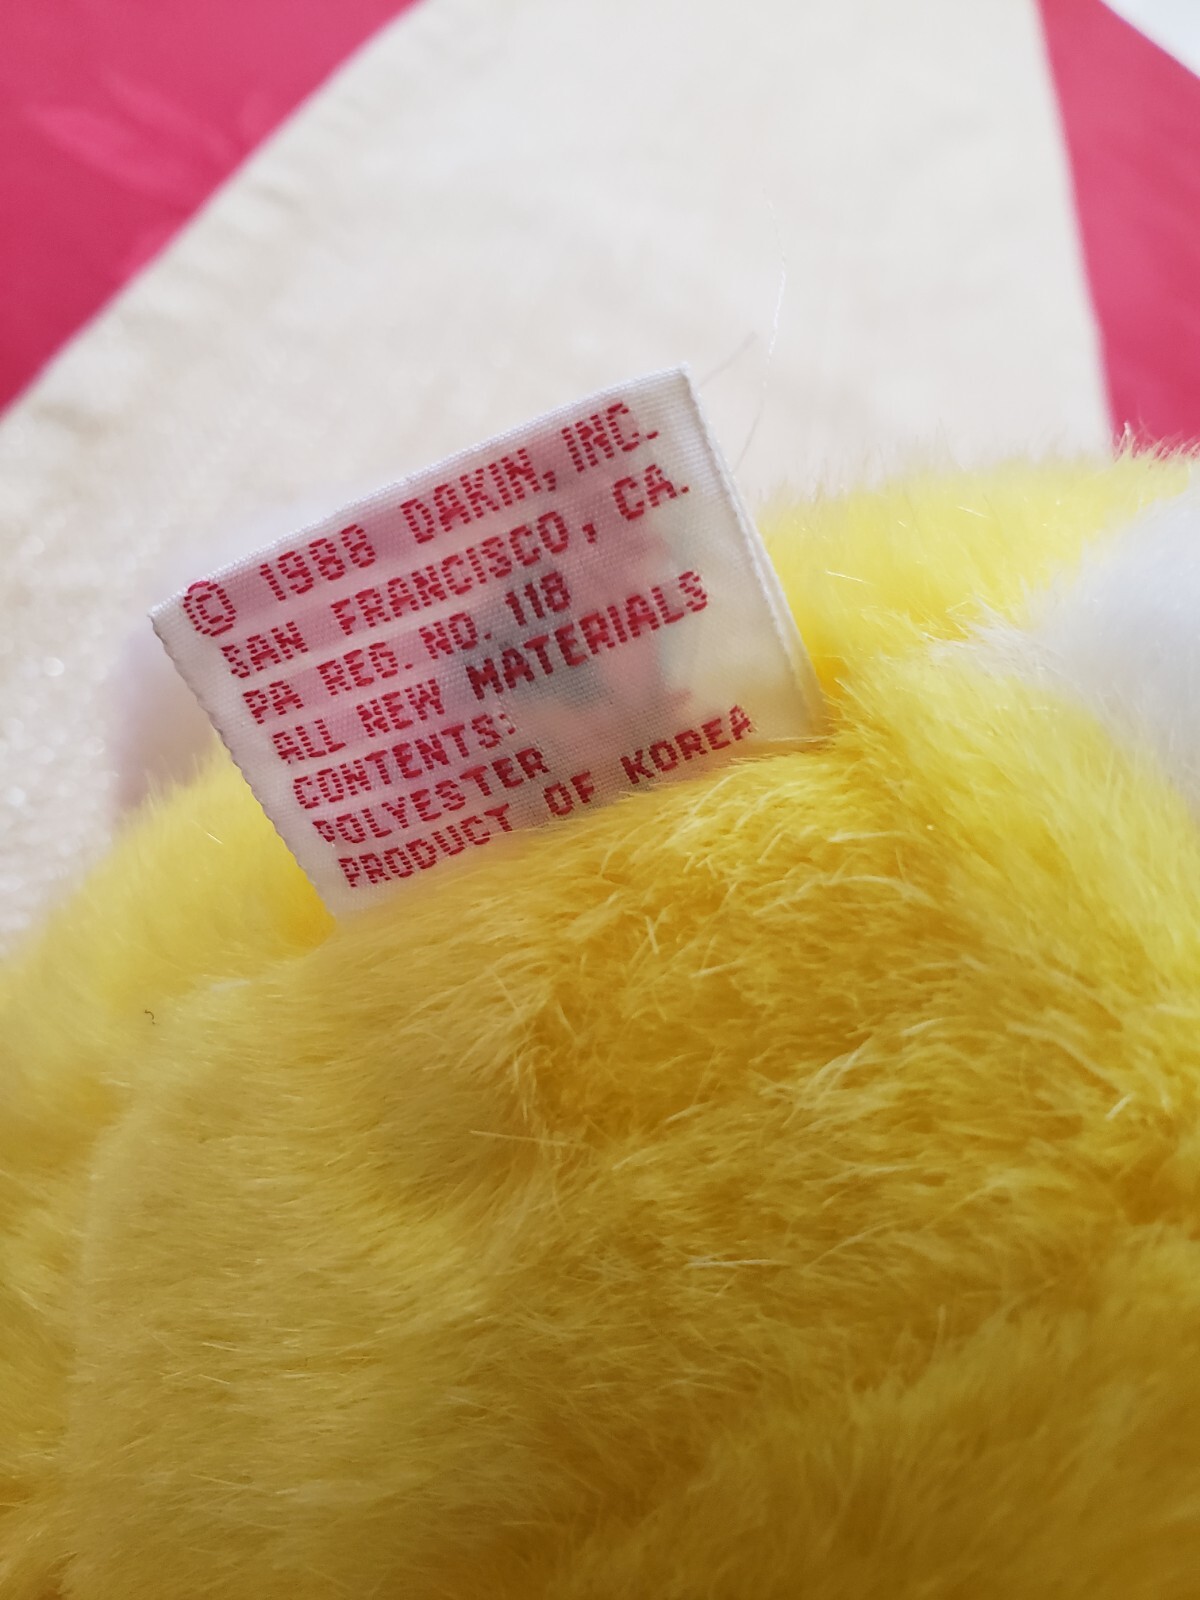 © 1988 DAKIN, INC.
SAN FRANCISCO, CA.
PA REG. NO. 118
ALL NEW MATERIALS
CONTENTS:
POLYESTER
PRODUCT OF KOREA